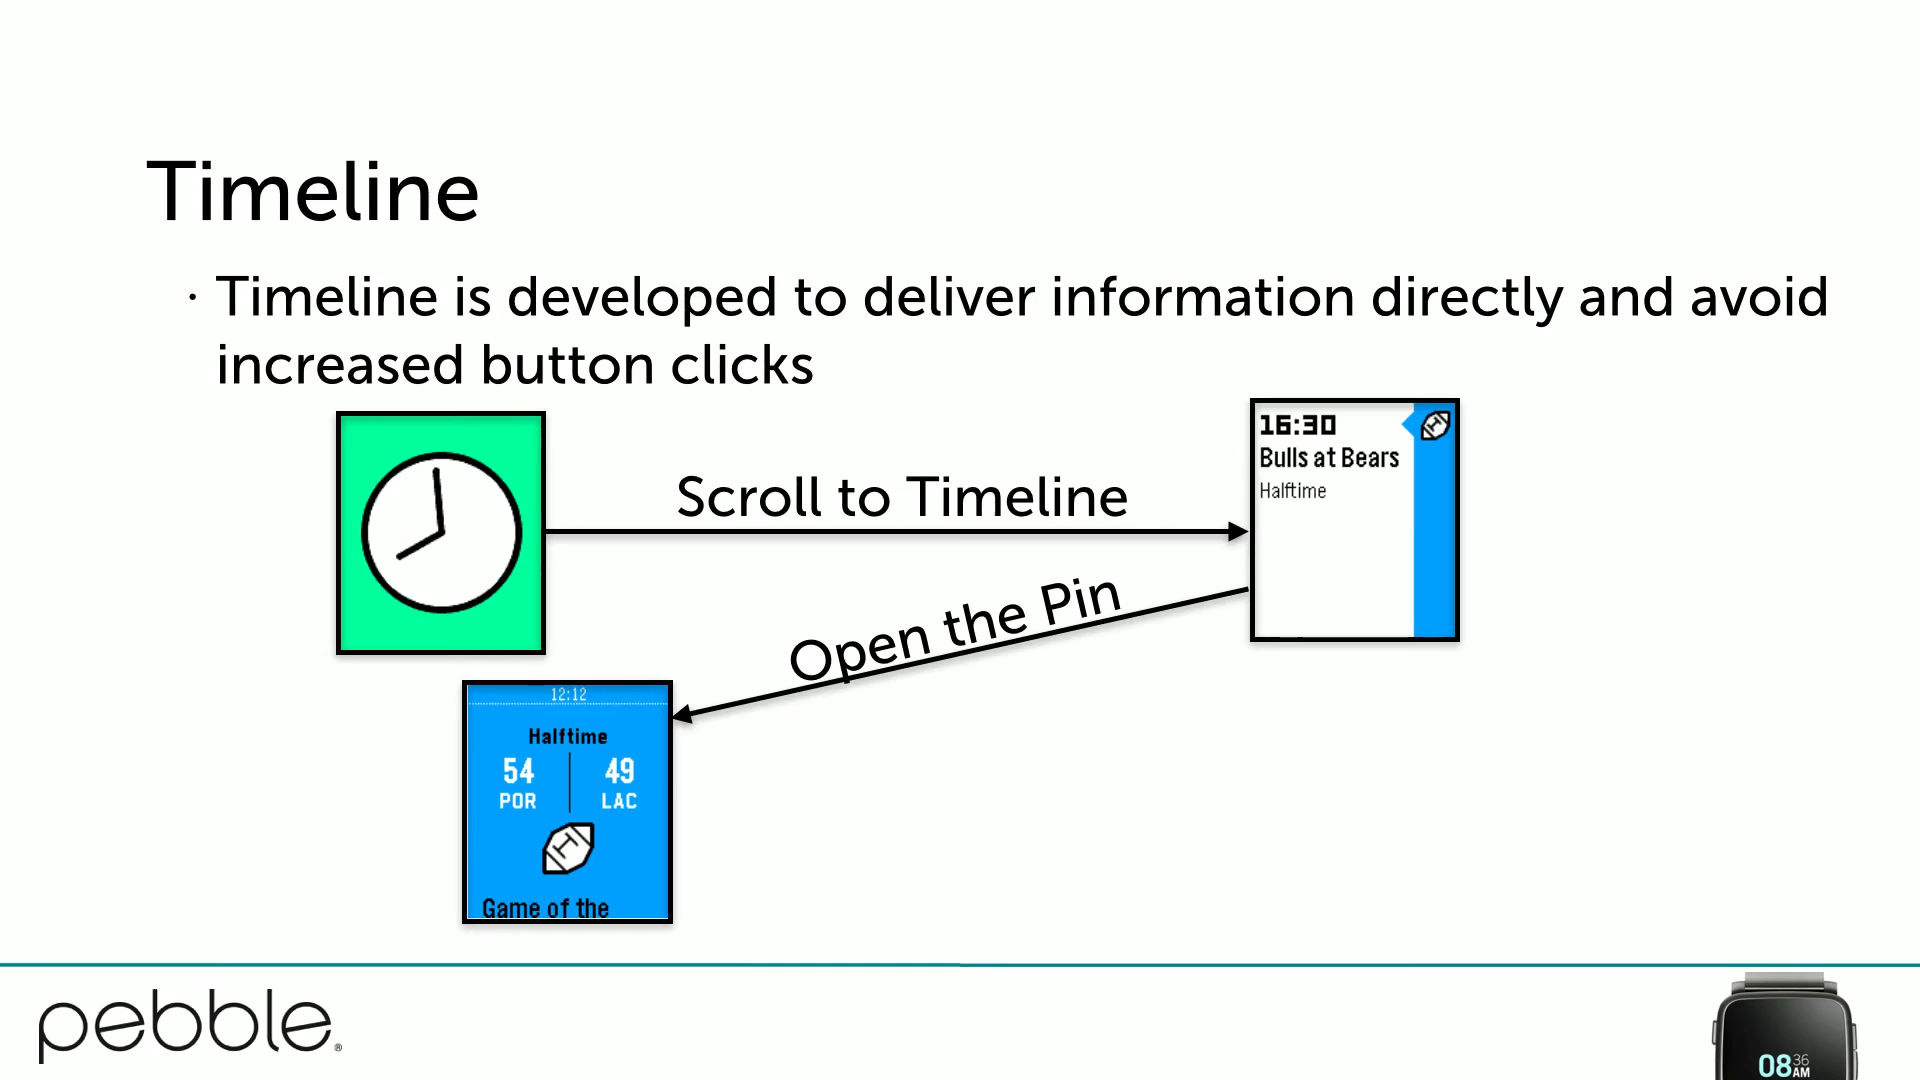 Timeline
· Timeline is developed to deliver information directly and avoid
increased button clicks
16:30
Bulls at Bears
Halftime
Scroll to Timeline
Open the Pin
12:12
Halftime
54 49
POR LAC
Game of the
pebble®
08 36
AM